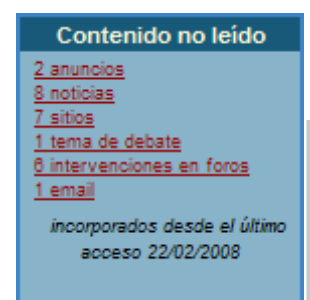 Contenido no leído
2 anuncios
8 noticias
7 sitios
1 tema de debate
6 intervenciones en foros
1 email
incorporados desde el último
acceso 22/02/2008